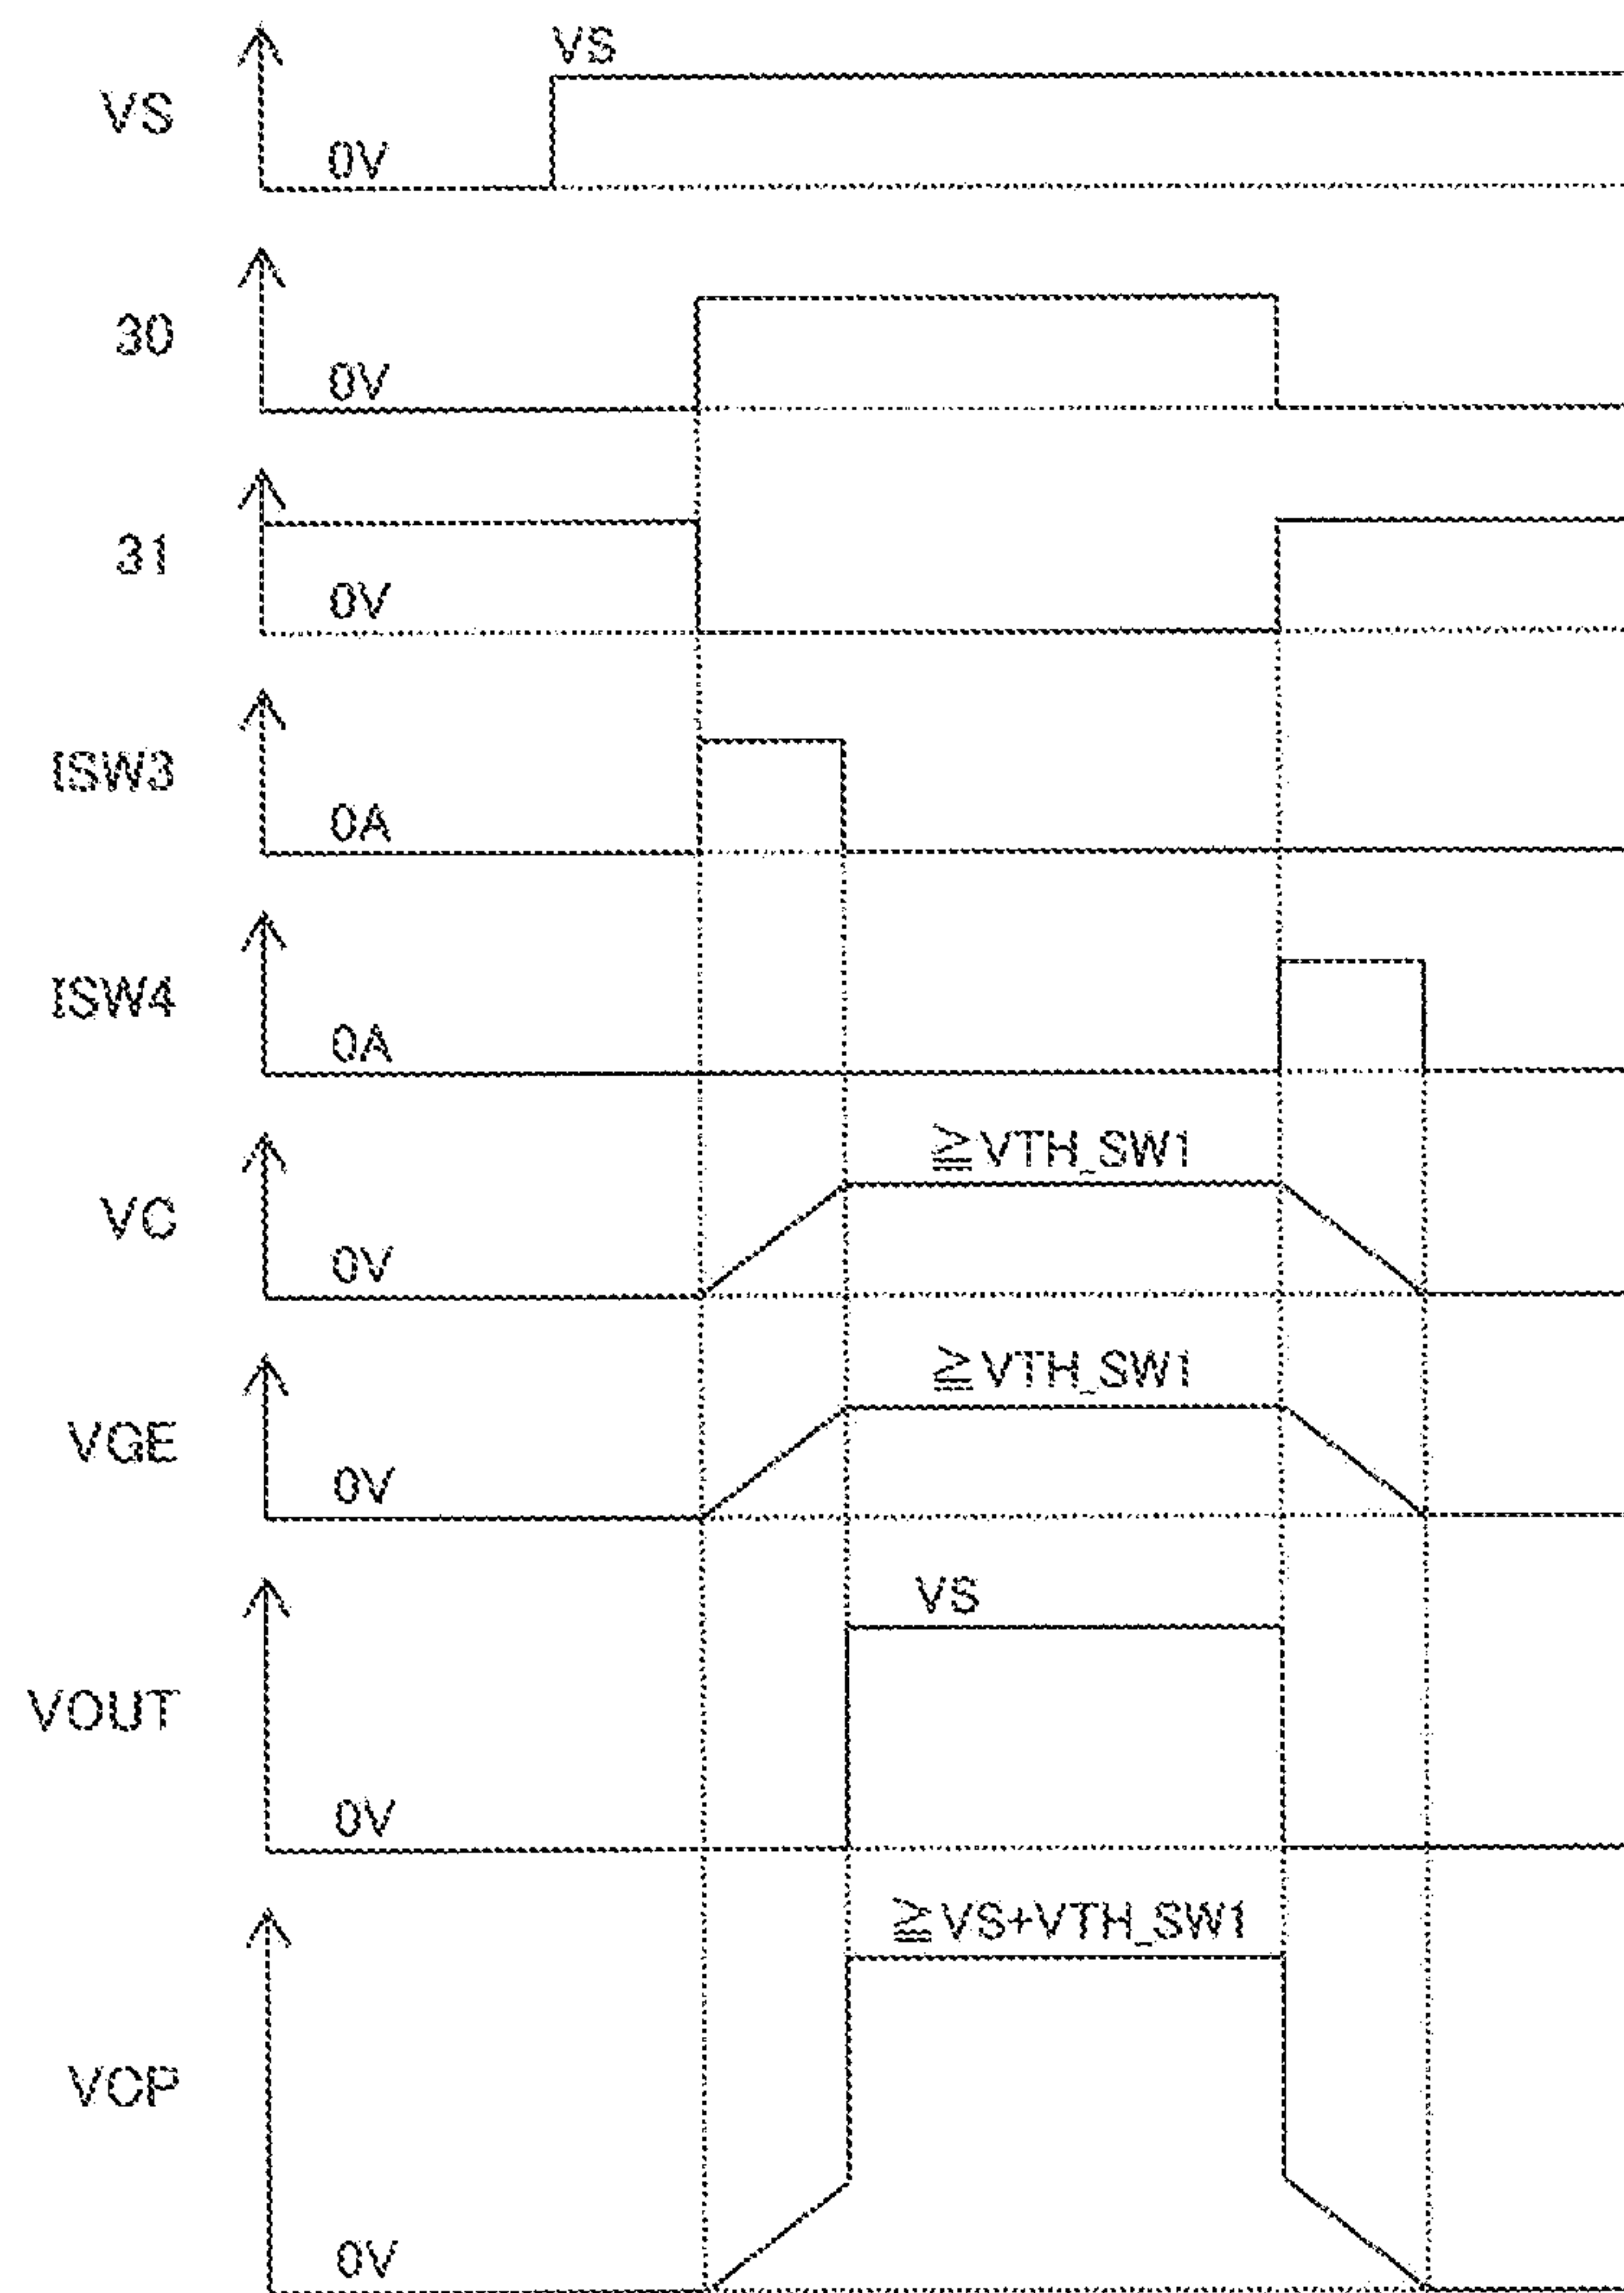 VS
VS
0V
30
0V
31
0V
ISW3
0A
ISW4
0A
≧VTH_SW1
VC
0V
≧VTH_SW1
VGE
0V
VS
VOUT
0V
≧VS+VTH_SW1
VCP
0V